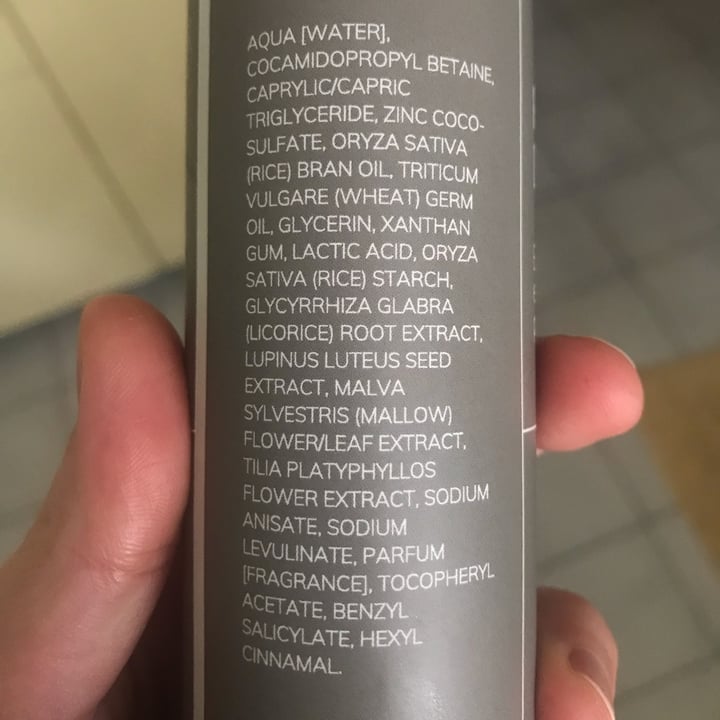 AQUA [WATER],
COCAMIDOPROPYL BETAINE,
CAPRYLIC/CAPRIC
TRIGLYCERIDE, ZINC COCO-
SULFATE, ORYZA SATIVA
(RICE) BRAN OIL, TRITICUM
VULGARE (WHEAT) GERM
OIL, GLYCERIN, XANTHAN
GUM, LACTIC ACID, ORYZA
SATIVA (RICE) STARCH,
GLYCYRRHIZA GLABRA
(LICORICE) ROOT EXTRACT,
LUPINUS LUTEUS SEED
EXTRACT, MALVA
SYLVESTRIS (MALLOW)
FLOWER/LEAF EXTRACT,
TILIA PLATYPHYLLOS
FLOWER EXTRACT, SODIUM
ANISATE, SODIUM
LEVULINATE, PARFUM
[FRAGRANCE], TOCOPHERYL
ACETATE, BENZYL
SALICYLATE, HEXYL
CINNAMAL.